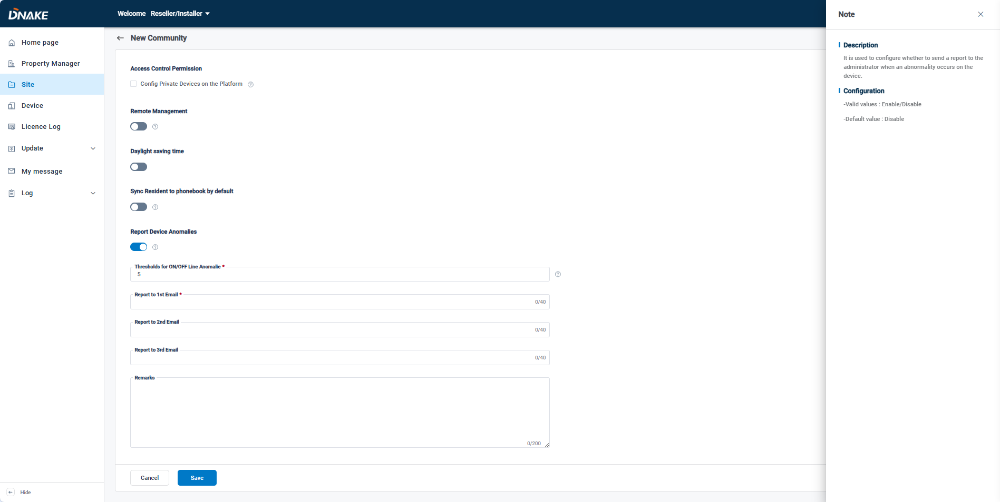 DNAKE
Welcome Reseller/Installer
Note
Home page
Property Manager
Site
Device
Licence Log
Update
My message
Log
Hide
New Community
Access Control Permission
Config Private Devices on the Platform
Remote Management
Daylight saving time
Sync Resident to phonebook by default
Report Device Anomalies
Thresholds for ON/OFF Line Anomalie *
5
Report to 1st Email *
0/40
Report to 2nd Email
0/40
Report to 3rd Email
0/40
Remarks
0/200
Cancel
Save
Description
It is used to configure whether to send a report to the
administrator when an abnormality occurs on the
device.
Configuration
-Valid values : Enable/Disable
-Default value : Disable